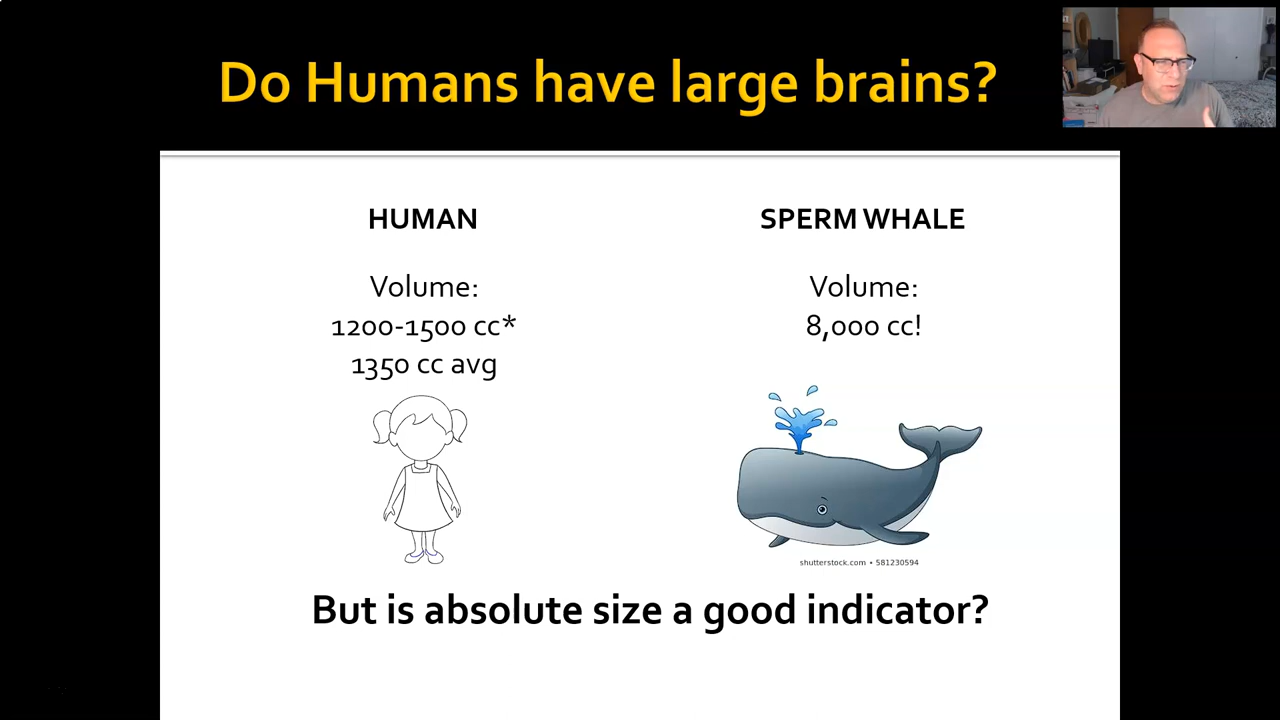 Do Humans have large brains?
HUMAN
Volume:
1200-1500 cc*
1350 cc avg
SPERM WHALE
Volume:
8,000 cc!
shutterstock.com • 581230594
But is absolute size a good indicator?